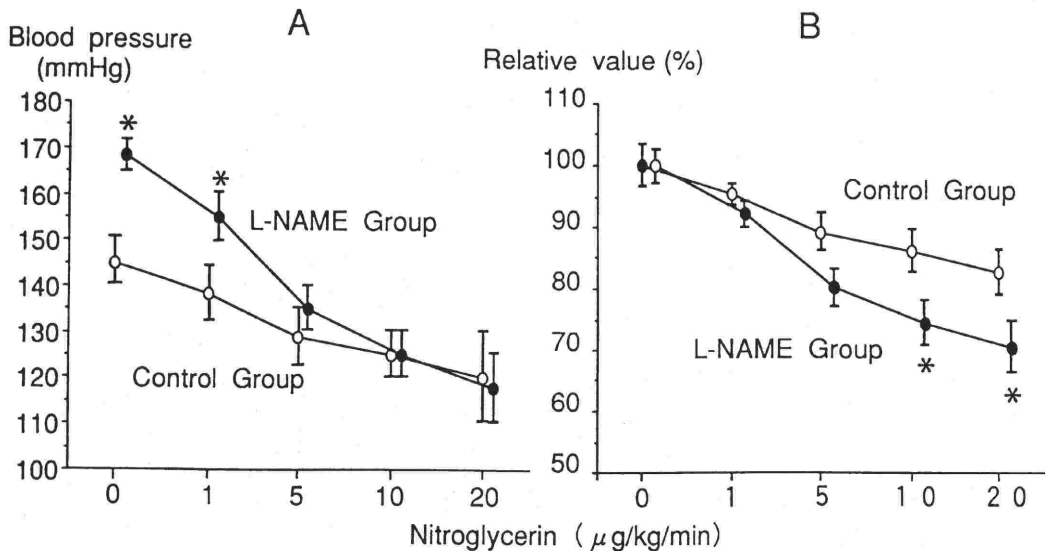 A
Blood pressure
(mmHg)
180
170
160
150
140
130
120
110
100
*
*
L-NAME Group
Control Group
0 1 5 10 20
B
Relative value (%)
110
100
90
80
70
60
50
Control Group
L-NAME Group
*
*
0 1 5 1 0 2 0
Nitroglycerin ( μg/kg/min)